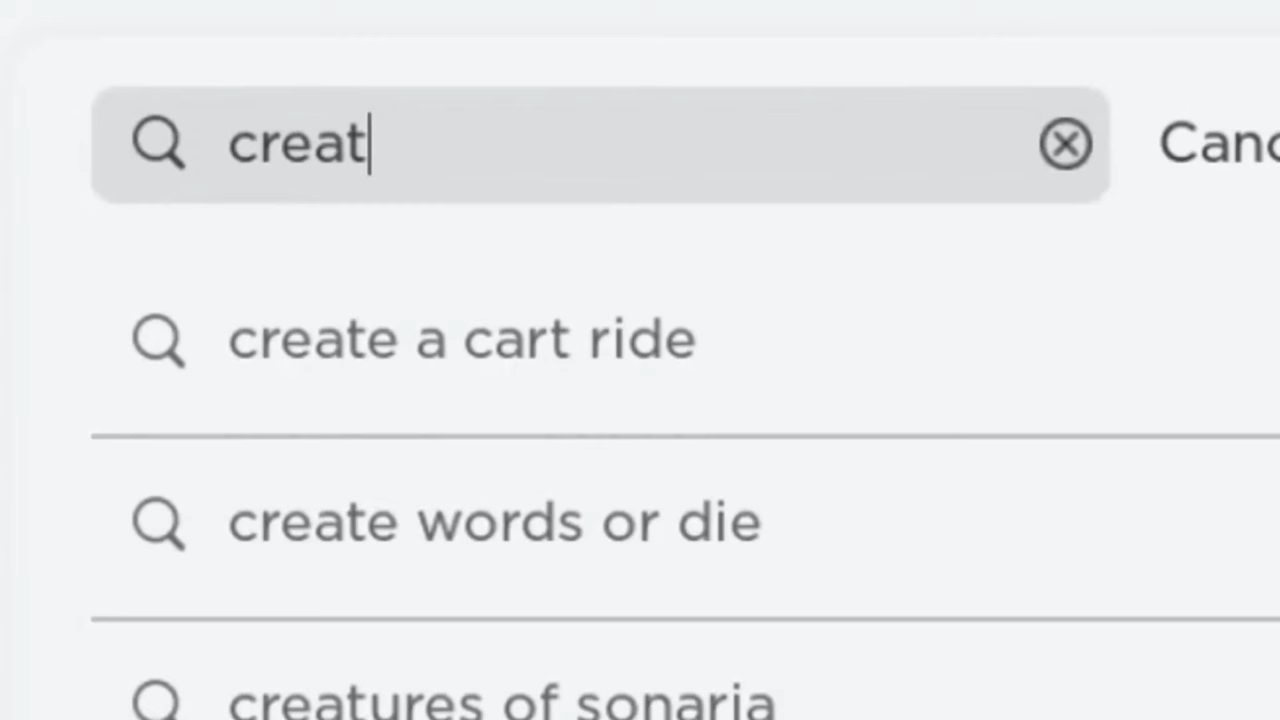 creat
Canc
create a cart ride
create words or die
creatures of sonaria